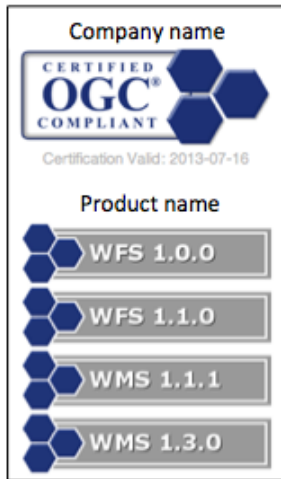 Company name
CERTIFIED
OGC®
COMPLIANT
Certification Valid: 2013-07-16
Product name
WFS 1.0.0
WFS 1.1.0
WMS 1.1.1
WMS 1.3.0